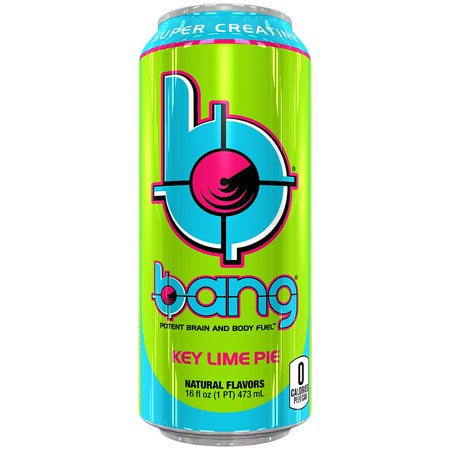 SUPER CREATINE
b
bang®
POTENT BRAIN AND BODY FUEL™
KEY LIME PIE
NATURAL FLAVORS
16 fl oz (1 PT) 473 mL
0
CALORIES
PER CAN